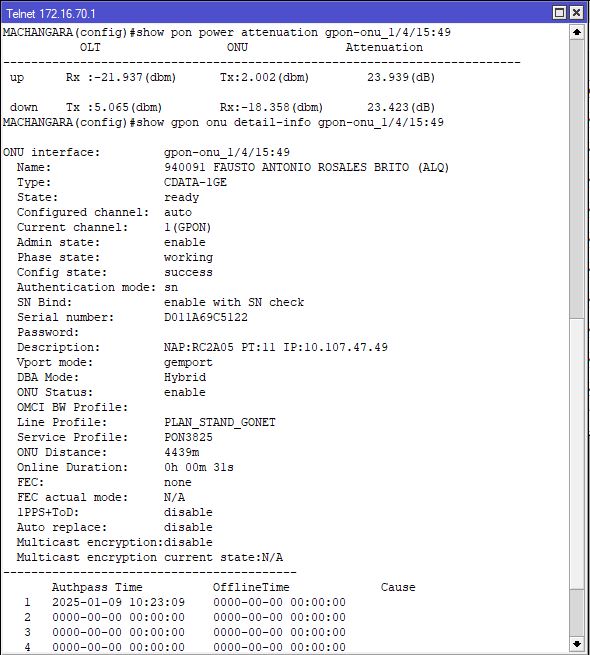 Telnet 172.16.70.1
MACHANGARA(config)#show pon power attenuation gpon-onu_1/4/15:49
OLT ONU Attenuation
--------------------------------------------------------------------------
up Rx :-21.937(dbm) Tx:2.002(dbm) 23.939(dB)
down Tx :5.065(dbm) Rx:-18.358(dbm) 23.423(dB)
MACHANGARA(config)#show gpon onu detail-info gpon-onu_1/4/15:49
ONU interface: gpon-onu_1/4/15:49
Name: 940091 FAUSTO ANTONIO ROSALES BRITO (ALQ)
Type: CDATA-1GE
State: ready
Configured channel: auto
Current channel: 1(GPON)
Admin state: enable
Phase state: working
Config state: success
Authentication mode: sn
SN Bind: enable with SN check
Serial number: D011A69C5122
Password:
Description: NAP:RC2A05 PT:11 IP:10.107.47.49
Vport mode: gemport
DBA Mode: Hybrid
ONU Status: enable
OMCI BW Profile:
Line Profile: PLAN_STAND_GONET
Service Profile: PON3825
ONU Distance: 4439m
Online Duration: 0h 00m 31s
FEC: none
FEC actual mode: N/A
1PPS+ToD: disable
Auto replace: disable
Multicast encryption:disable
Multicast encryption current state:N/A
------------------------------------------
Authpass Time OfflineTime Cause
1 2025-01-09 10:23:09 0000-00-00 00:00:00
2 0000-00-00 00:00:00 0000-00-00 00:00:00
3 0000-00-00 00:00:00 0000-00-00 00:00:00
4 0000-00-00 00:00:00 0000-00-00 00:00:00